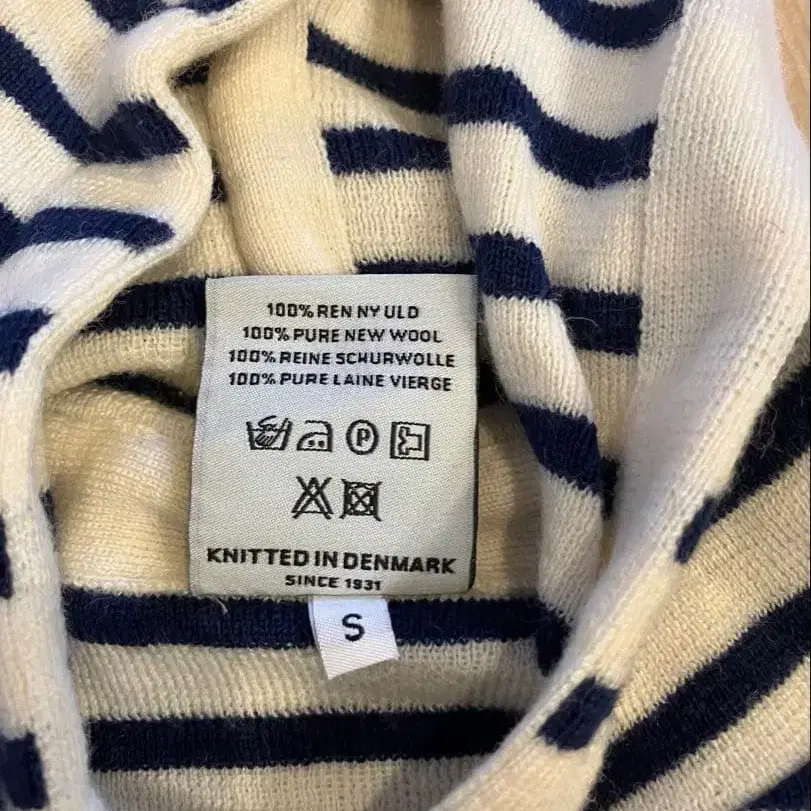 100% REN NY ULD
100% PURE NEW WOOL
100% REINE SCHURWOLLE
100% PURE LAINE VIERGE
P
KNITTED IN DENMARK
SINCE 1931
S